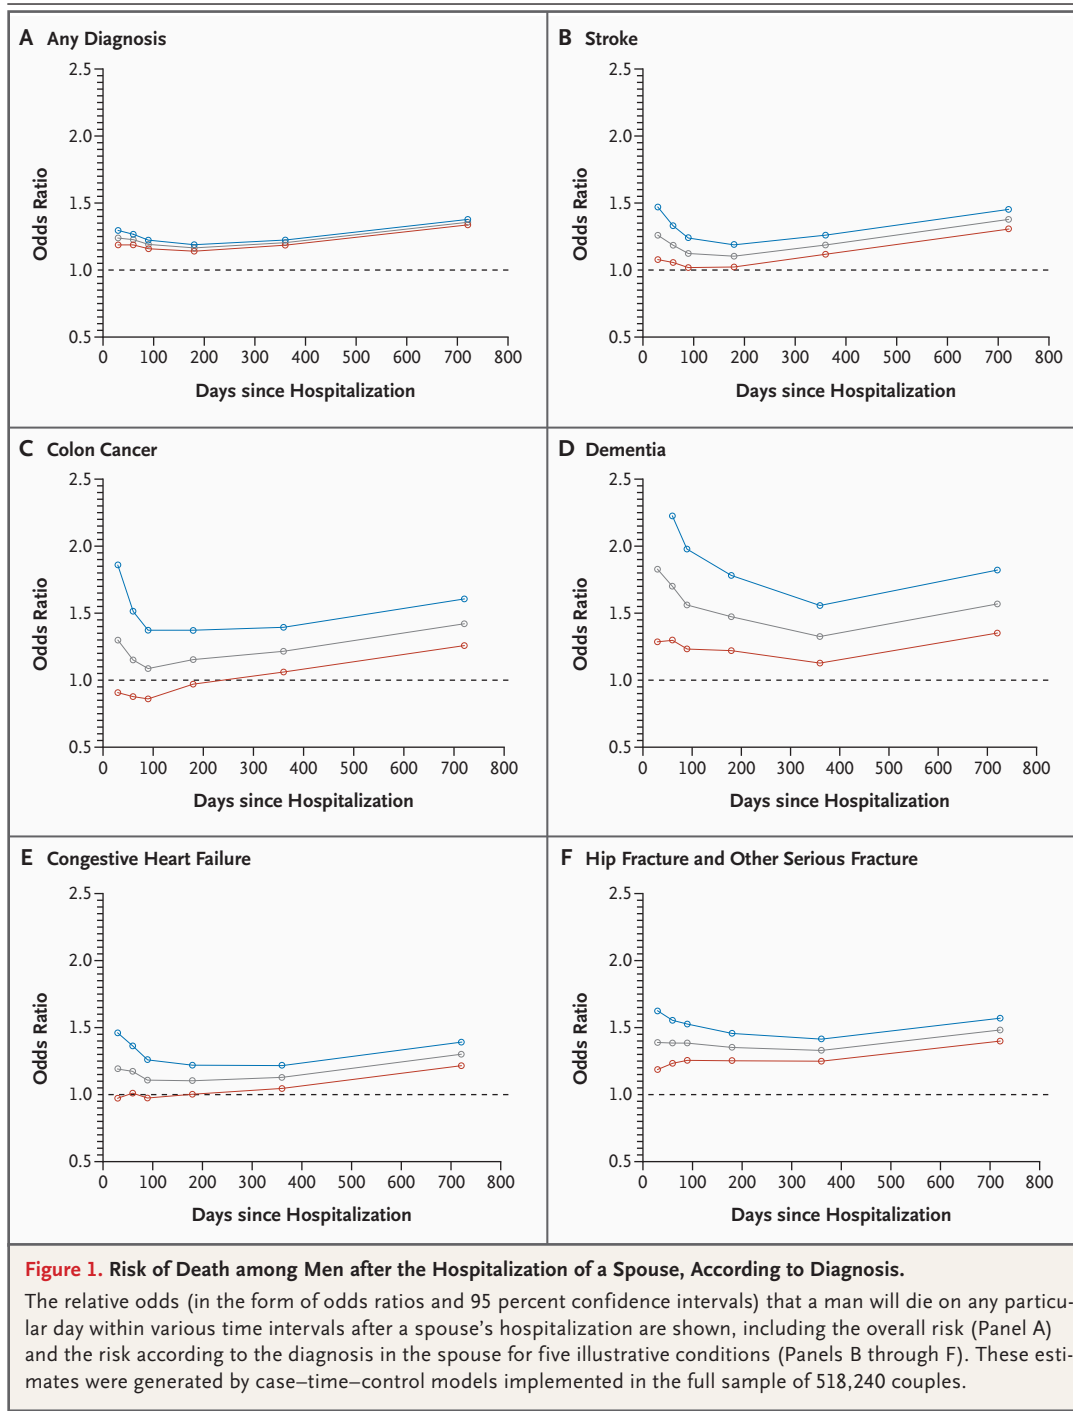 A Any Diagnosis
2.5
2.0
1.5
1.0
0.5
Odds Ratio
0 100 200 300 400 500 600 700 800
Days since Hospitalization
B Stroke
2.5
2.0
1.5
1.0
0.5
Odds Ratio
0 100 200 300 400 500 600 700 800
Days since Hospitalization
C Colon Cancer
2.5
2.0
1.5
1.0
0.5
Odds Ratio
0 100 200 300 400 500 600 700 800
Days since Hospitalization
D Dementia
2.5
2.0
1.5
1.0
0.5
Odds Ratio
0 100 200 300 400 500 600 700 800
Days since Hospitalization
E Congestive Heart Failure
2.5
2.0
1.5
1.0
0.5
Odds Ratio
0 100 200 300 400 500 600 700 800
Days since Hospitalization
F Hip Fracture and Other Serious Fracture
2.5
2.0
1.5
1.0
0.5
Odds Ratio
0 100 200 300 400 500 600 700 800
Days since Hospitalization
Figure 1. Risk of Death among Men after the Hospitalization of a Spouse, According to Diagnosis.
The relative odds (in the form of odds ratios and 95 percent confidence intervals) that a man will die on any particu-
lar day within various time intervals after a spouse's hospitalization are shown, including the overall risk (Panel A)
and the risk according to the diagnosis in the spouse for five illustrative conditions (Panels B through F). These esti-
mates were generated by case–time–control models implemented in the full sample of 518,240 couples.